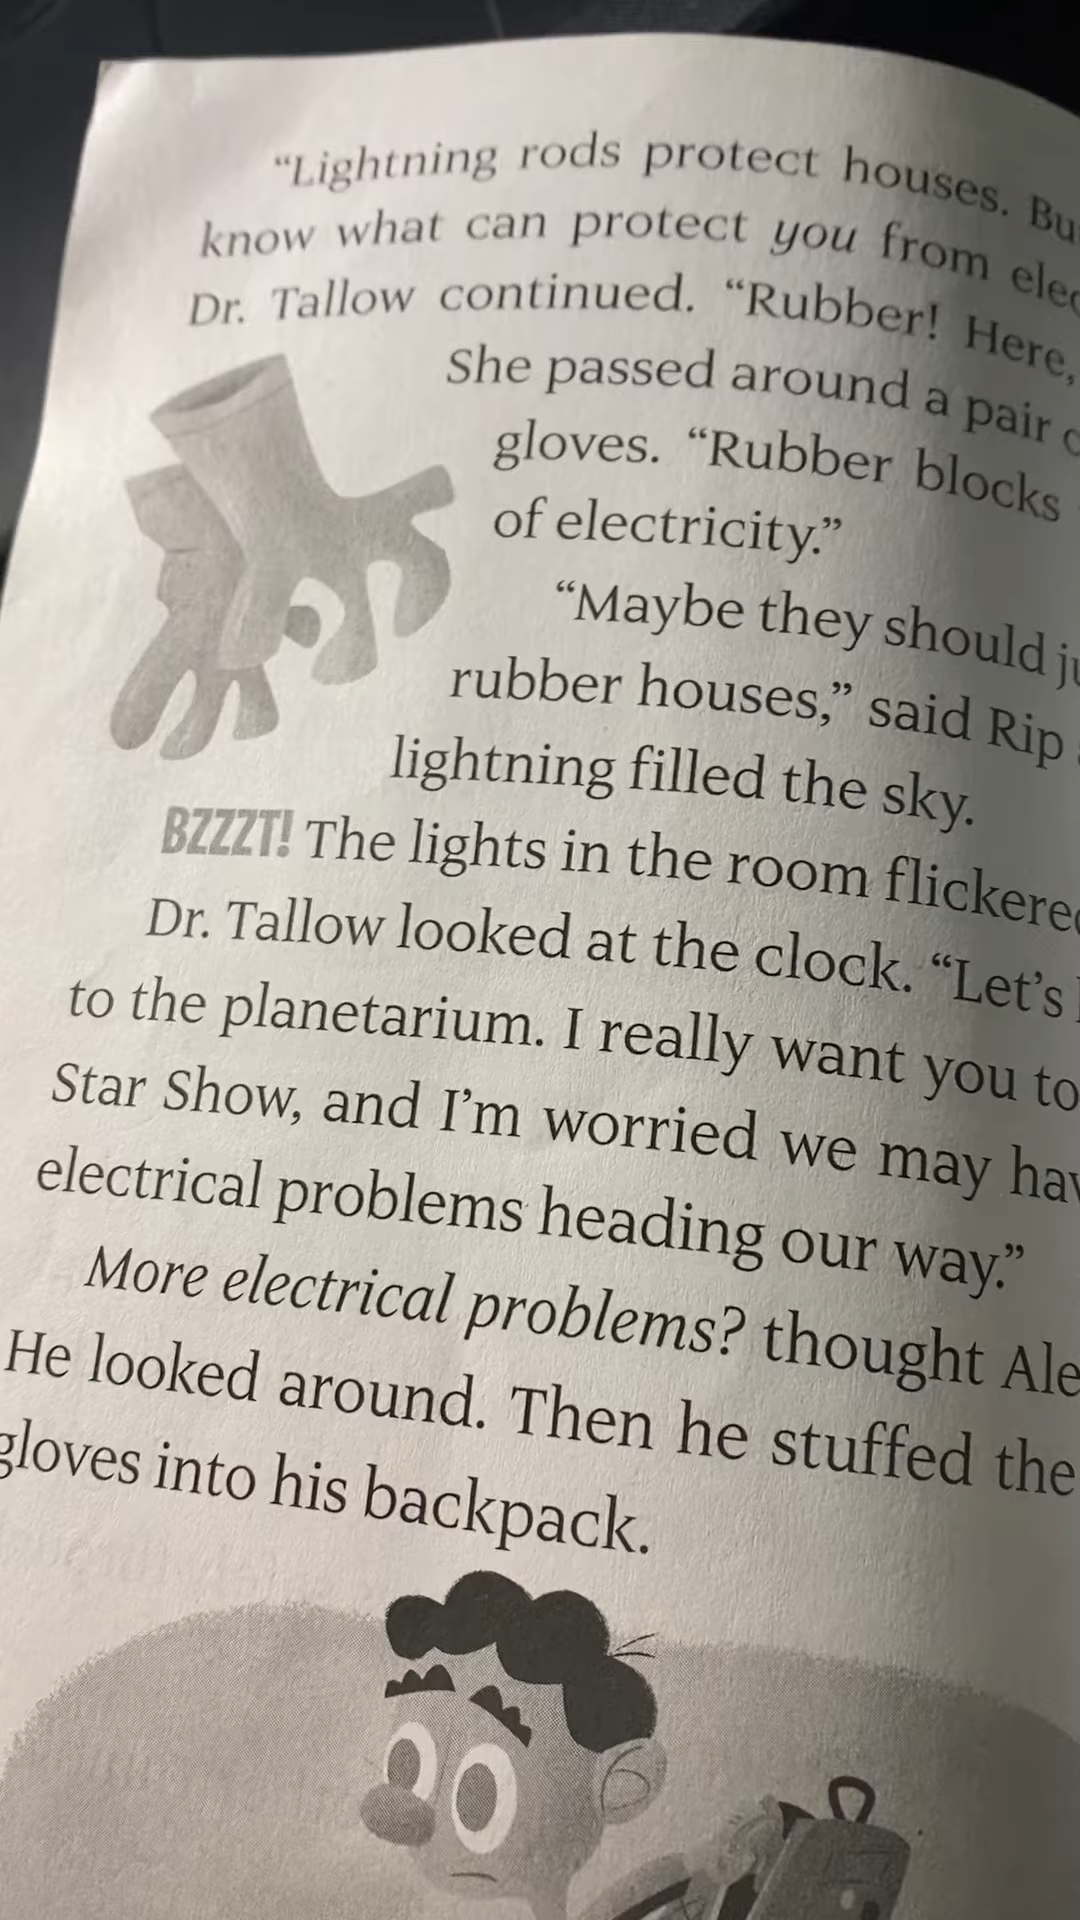 “Lightning rods protect houses. Bu
know what can protect you from elec
Dr. Tallow continued. “Rubber! Here,
She passed around a pair
gloves. “Rubber blocks
of electricity.”
“Maybe they should ju
rubber houses,” said Rip
lightning filled the sky.
BZZZT! The lights in the room flickered
Dr. Tallow looked at the clock. “Let’s
to the planetarium. I really want you to
Star Show, and I’m worried we may hav
electrical problems heading our way.”
More electrical problems? thought Ale
He looked around. Then he stuffed the
gloves into his backpack.